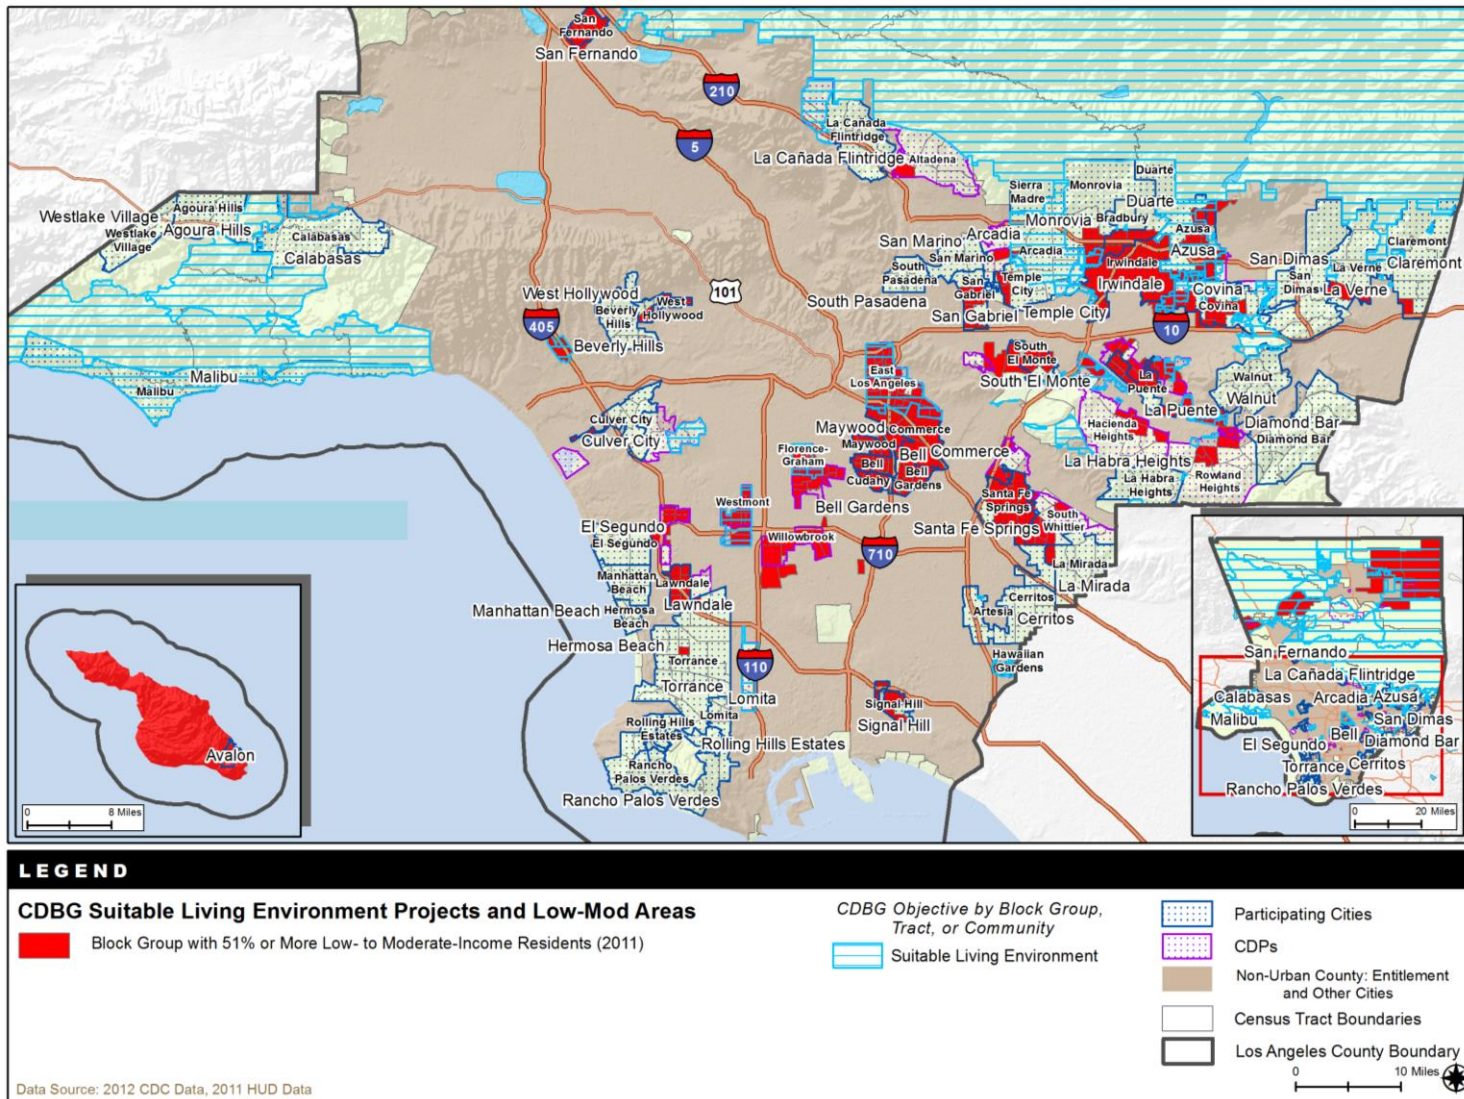 San
Fernando
San Fernando
210
5
La Cañada
Flintridge
La Cañada Flintridge
Altadena
Duarte
Sierra
Madre
Monrovia
Duarte
Monrovia
Bradbury
Arcadia
Azusa
Azusa
San Marino
San Marino
Arcadia
Irwindale
Irwindale
South
Pasadena
South Pasadena
San
Gabriel
San Gabriel
Temple
City
Temple City
Covina
Covina
San Dimas
San
Dimas
La Verne
La Verne
Claremont
Claremont
Westlake Village
Westlake
Village
Agoura Hills
Agoura Hills
Calabasas
Calabasas
Malibu
Malibu
West Hollywood
West
Hollywood
Beverly
Hills
Beverly Hills
101
405
10
East
Los Angeles
South
El Monte
South El Monte
La
Puente
La Puente
Walnut
Walnut
Diamond Bar
Diamond Bar
Hacienda
Heights
La Habra Heights
La Habra
Heights
Rowland
Heights
Culver City
Culver City
Maywood
Maywood
Commerce
Commerce
Bell
Bell
Cudahy
Bell
Gardens
Bell Gardens
Florence-
Graham
Westmont
Willowbrook
Santa Fe
Springs
Santa Fe Springs
South
Whittier
La Mirada
La Mirada
710
El Segundo
El Segundo
Manhattan
Beach
Manhattan Beach
Lawndale
Lawndale
Hermosa
Beach
Hermosa Beach
Torrance
Torrance
110
Lomita
Lomita
Rolling Hills
Estates
Rolling Hills Estates
Rancho
Palos Verdes
Rancho Palos Verdes
Cerritos
Artesia
Cerritos
Hawaiian
Gardens
Signal Hill
Signal Hill
Avalon
0 8 Miles
San Fernando
La Cañada Flintridge
Calabasas
Arcadia
Azusa
Malibu
San Dimas
Bell
Diamond Bar
El Segundo
Torrance
Cerritos
Rancho Palos Verdes
0 20 Miles
LEGEND
CDBG Suitable Living Environment Projects and Low-Mod Areas
Block Group with 51% or More Low- to Moderate-Income Residents (2011)
CDBG Objective by Block Group,
Tract, or Community
Suitable Living Environment
Participating Cities
CDPs
Non-Urban County: Entitlement
and Other Cities
Census Tract Boundaries
Los Angeles County Boundary
0 10 Miles
Data Source: 2012 CDC Data, 2011 HUD Data